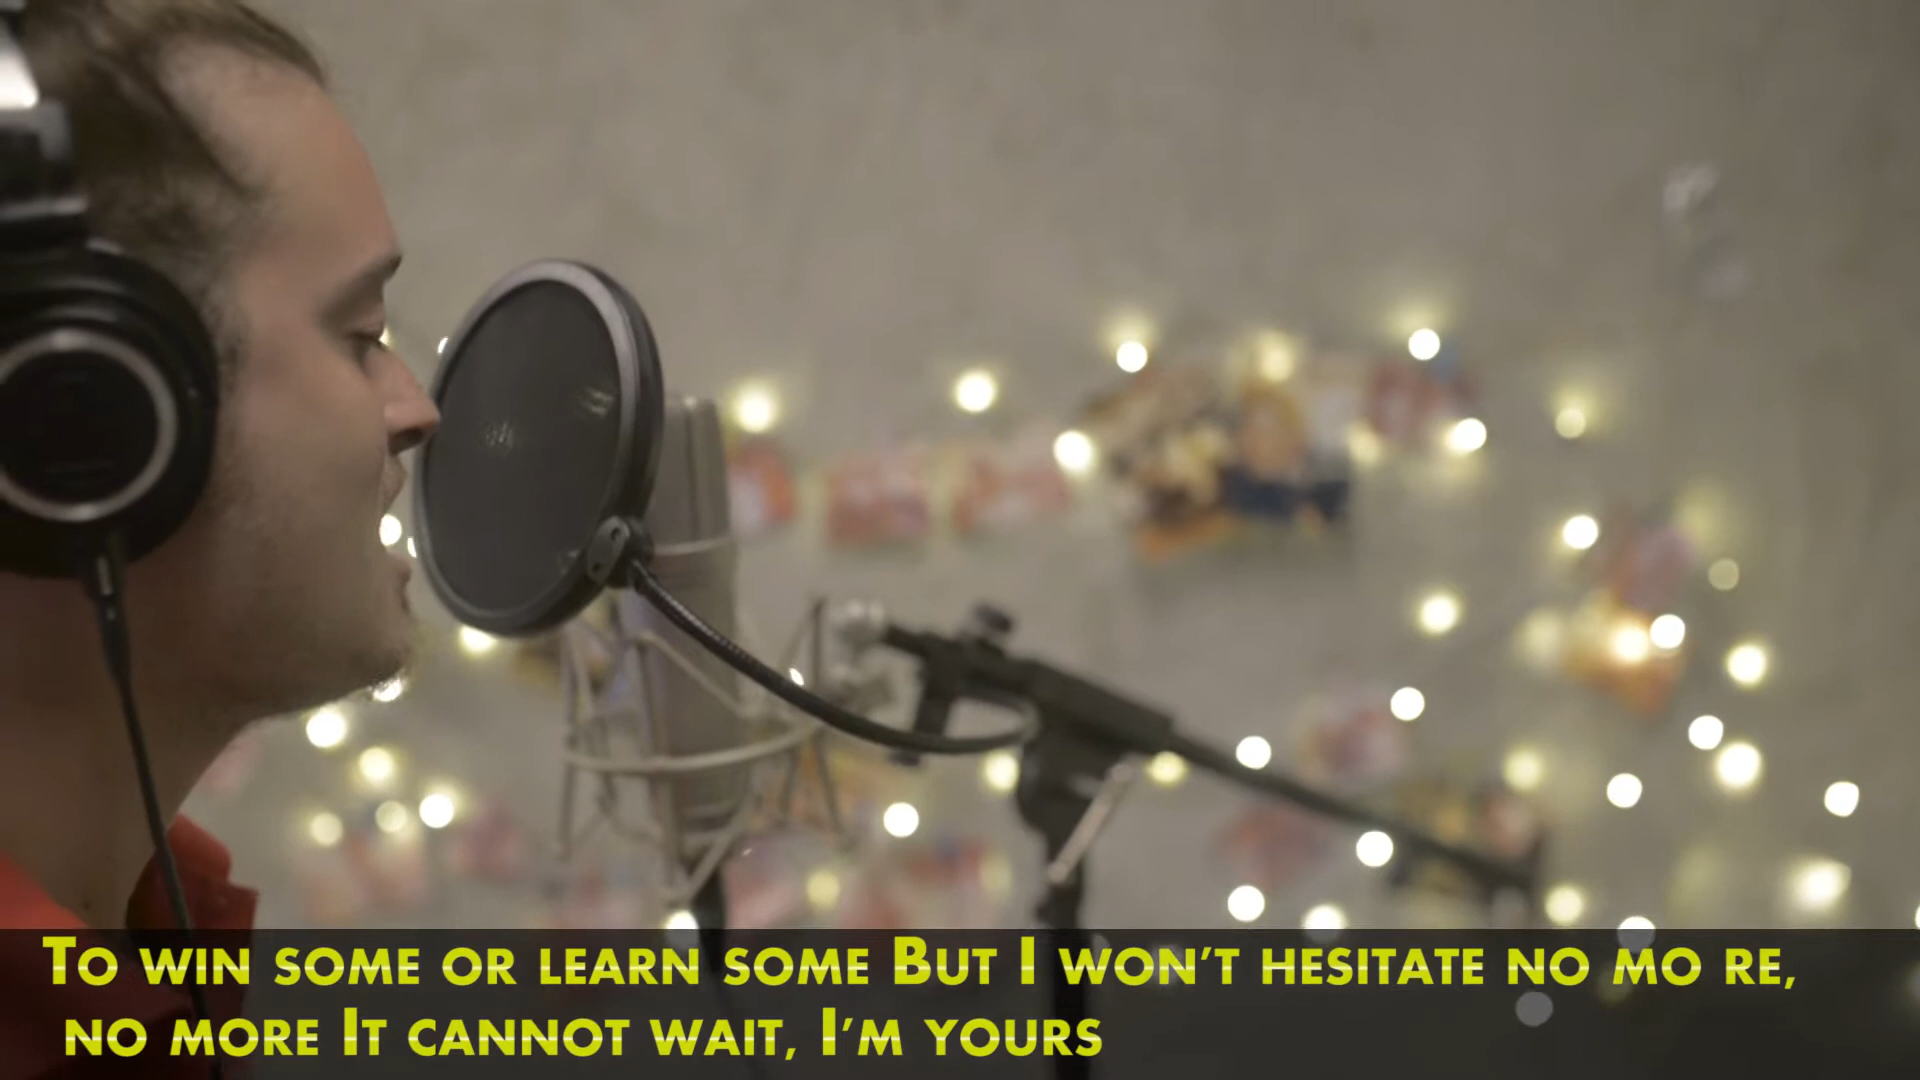 To win some or learn some But I won't hesitate no mo re,
no more It cannot wait, I'm yours